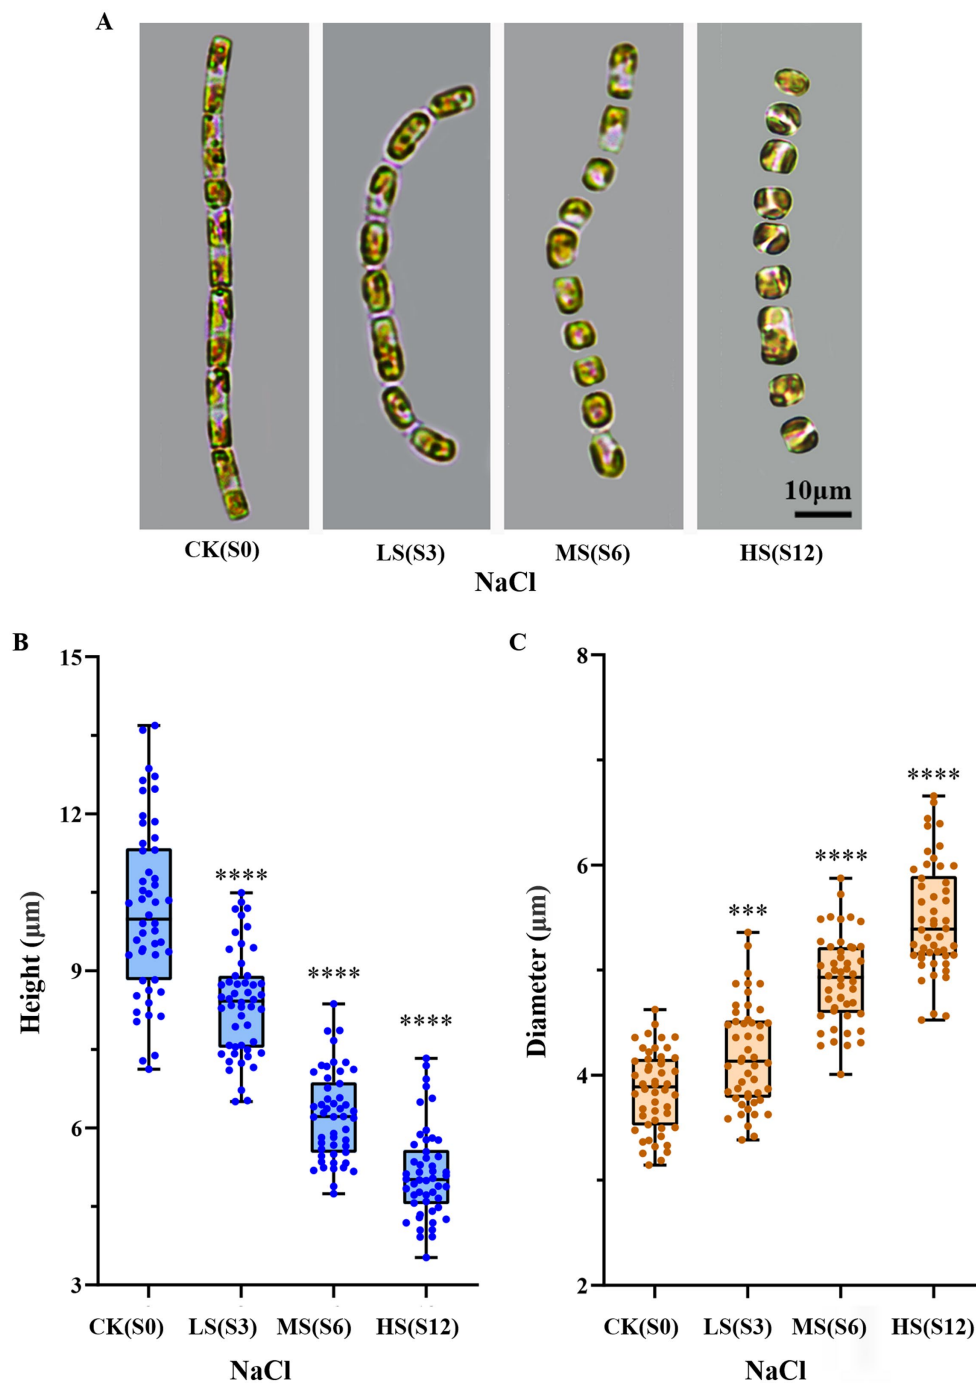 A
10µm
CK(S0) LS(S3) MS(S6) HS(S12)
NaCl
B
15
12
9
6
3
Height (µm)
****
****
****
CK(S0) LS(S3) MS(S6) HS(S12)
NaCl
C
8
6
4
2
Diameter (µm)
***
****
****
CK(S0) LS(S3) MS(S6) HS(S12)
NaCl